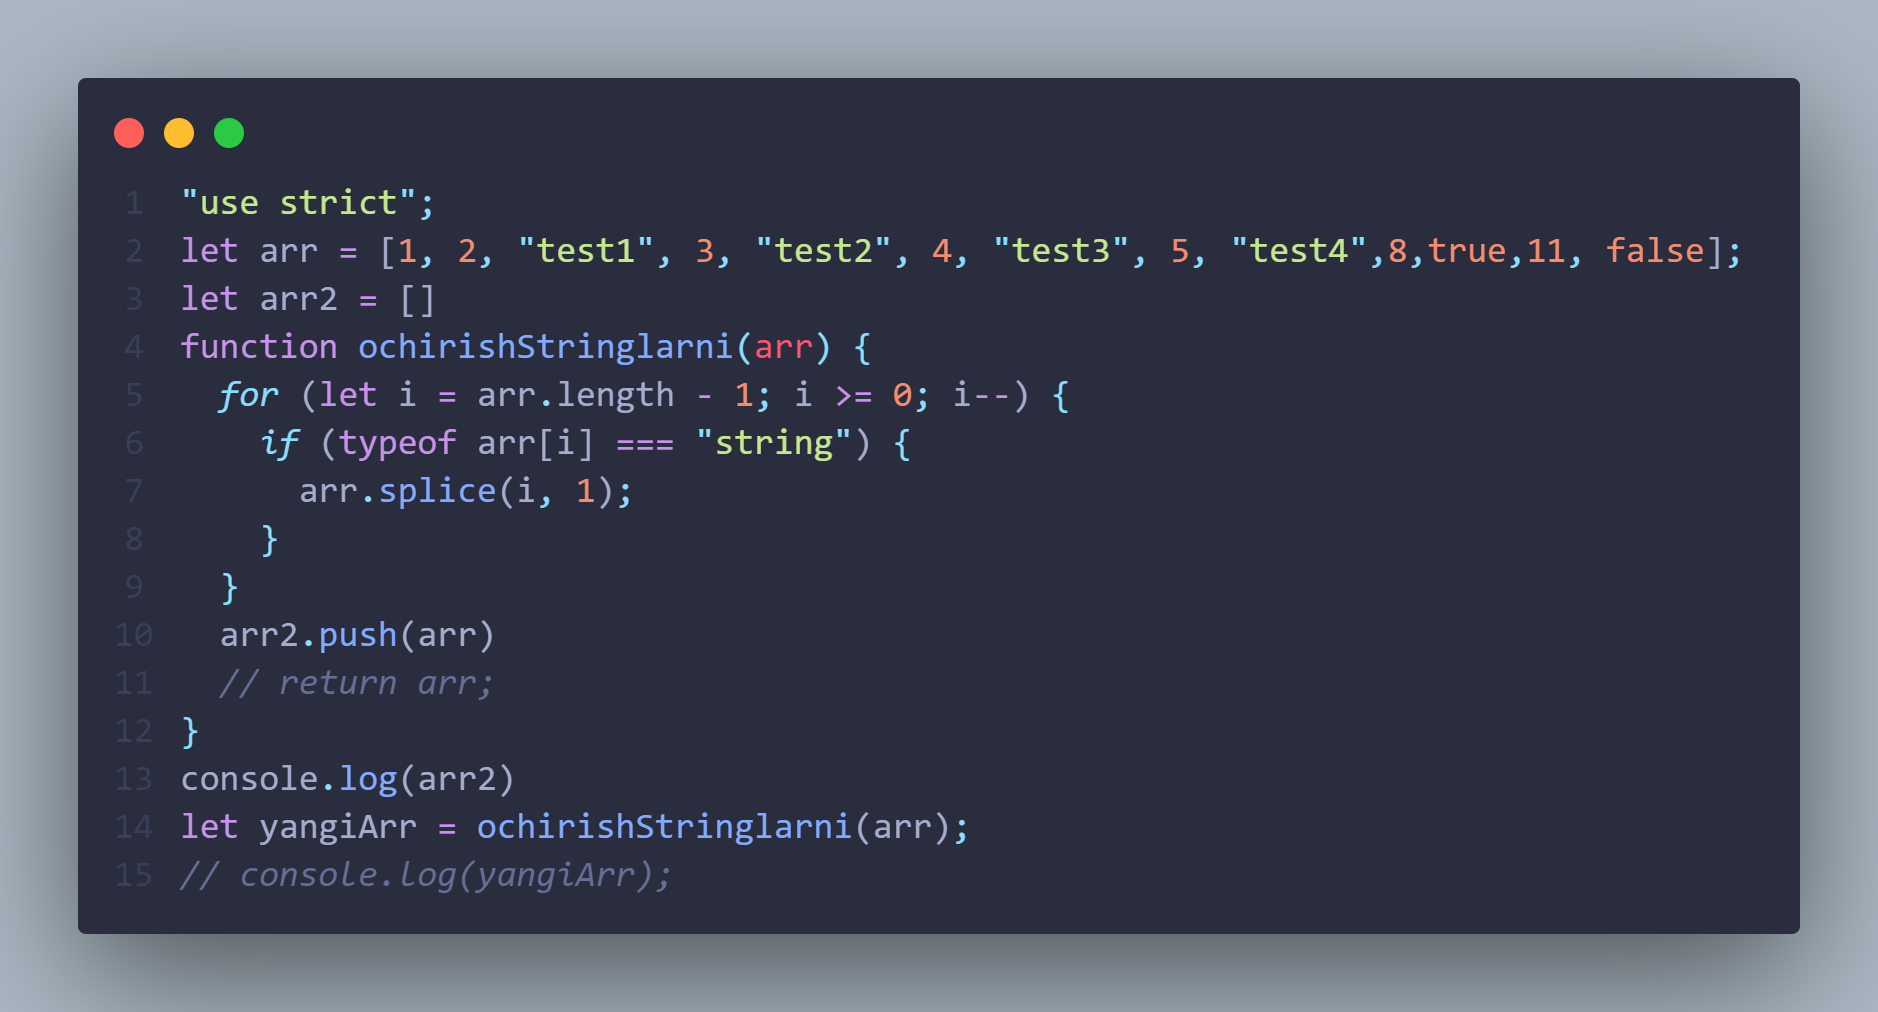 1 "use strict";
2 let arr = [1, 2, "test1", 3, "test2", 4, "test3", 5, "test4",8,true,11, false];
3 let arr2 = []
4 function ochirishStringlarni(arr) {
5   for (let i = arr.length - 1; i >= 0; i--) {
6     if (typeof arr[i] === "string") {
7       arr.splice(i, 1);
8     }
9   }
10   arr2.push(arr)
11   // return arr;
12 }
13 console.log(arr2)
14 let yangiArr = ochirishStringlarni(arr);
15 // console.log(yangiArr);